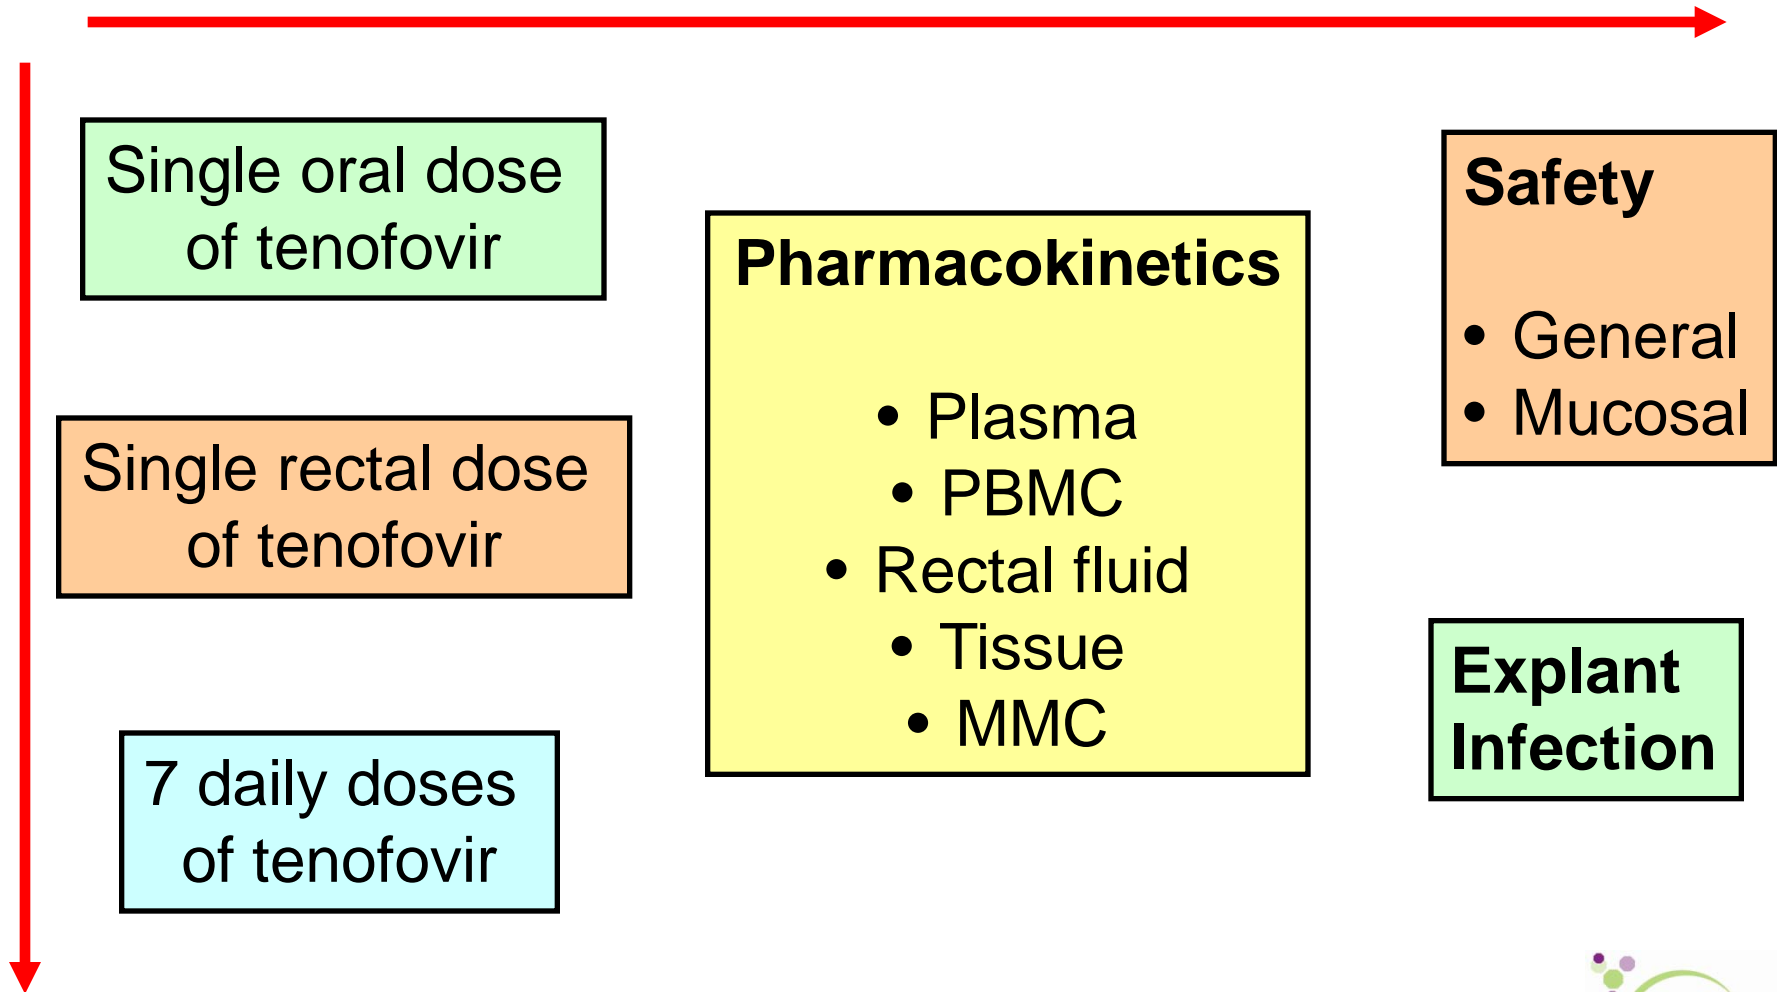 Single oral dose
of tenofovir
Single rectal dose
of tenofovir
7 daily doses
of tenofovir
Pharmacokinetics
• Plasma
• PBMC
• Rectal fluid
• Tissue
• MMC
Safety
• General
• Mucosal
Explant
Infection